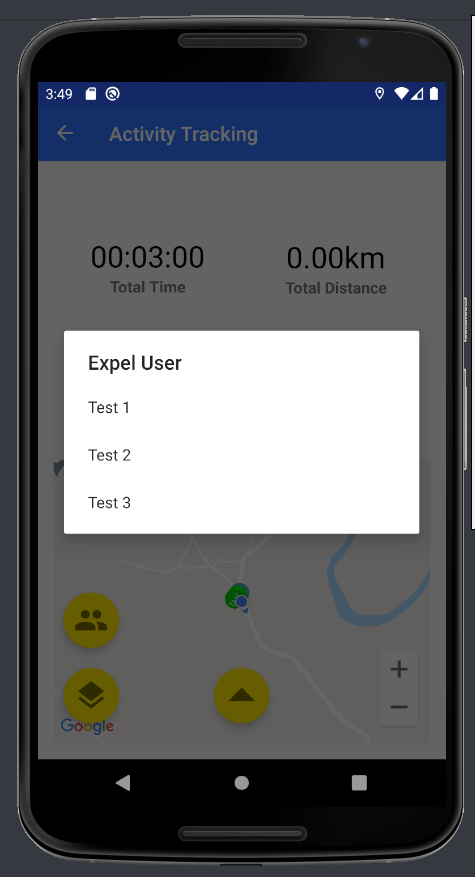 3:49
Activity Tracking
00:03:00
0.00km
Total Time
Total Distance
Expel User
Test 1
Test 2
Test 3
Google